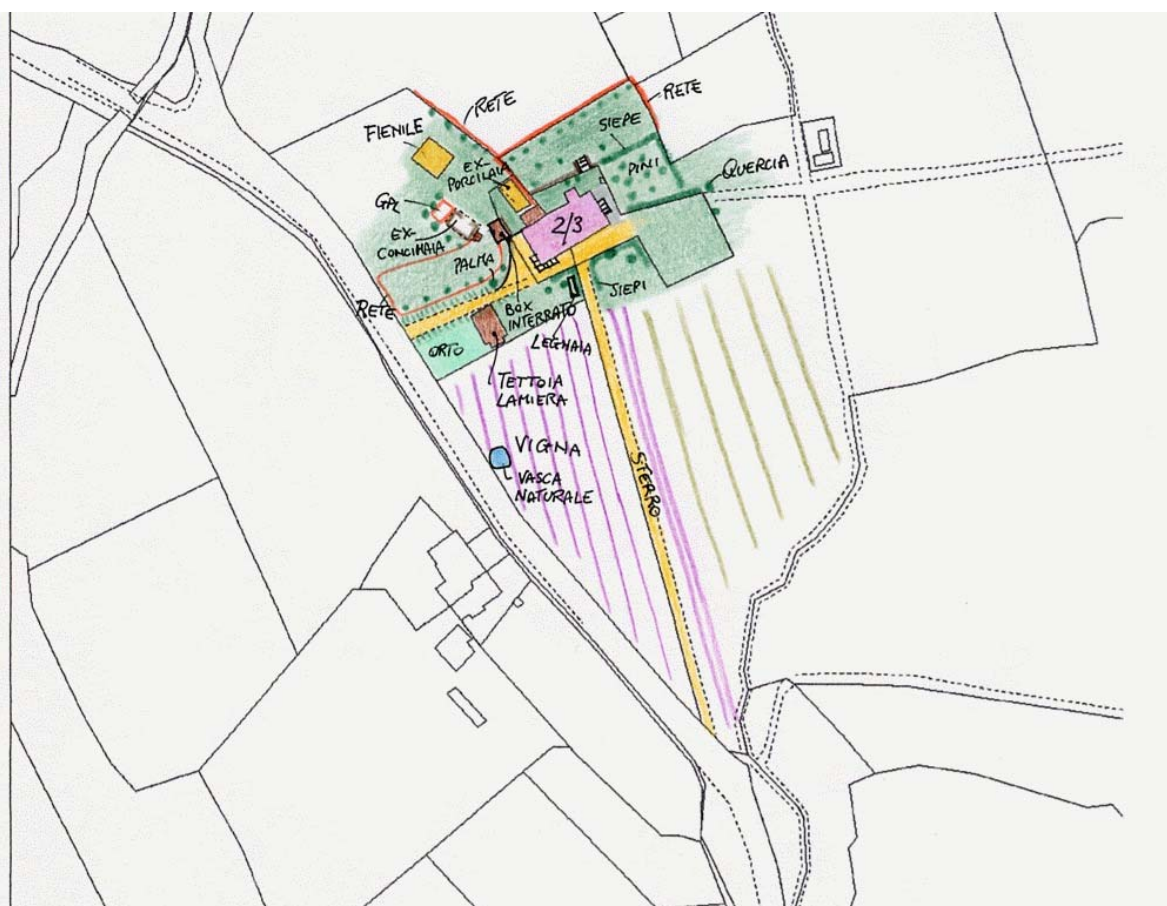 RETE
RETE
FIENILE
SIEPE
EX-
PORCILAIA
PINI
QUERCIA
GPL
2/3
EX-
CONCIMAIA
PALMA
SIEPI
RETE
BOX
INTERRATO
ORTO
LEGNAIA
TETTOIA
LAMIERA
VIGNA
STERRO
VASCA
NATURALE